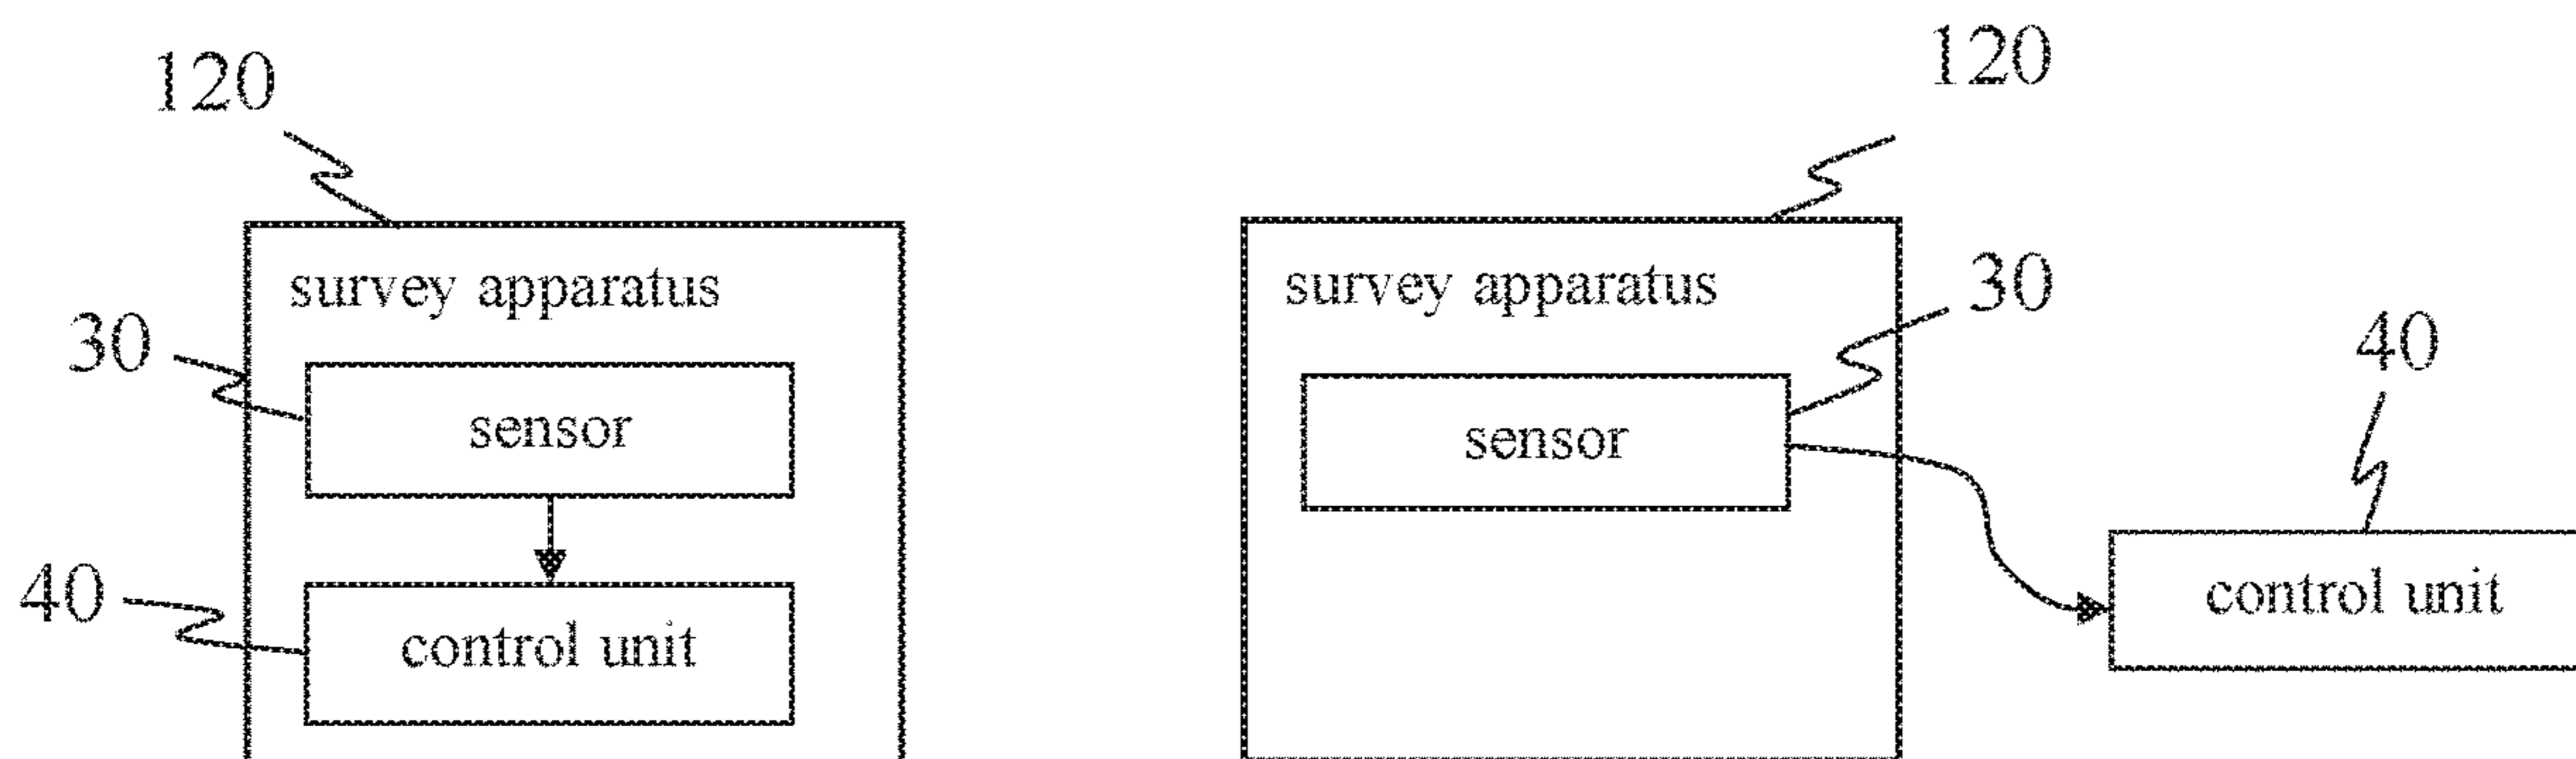 120
survey apparatus
30
sensor
40
control unit
120
survey apparatus
30
sensor
40
control unit